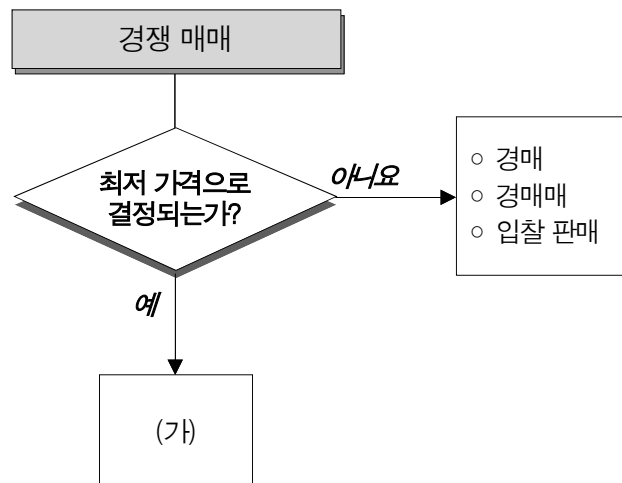 경쟁 매매
최저 가격으로
결정되는가?
아니요
○ 경매
○ 경매매
○ 입찰 판매
예
(가)